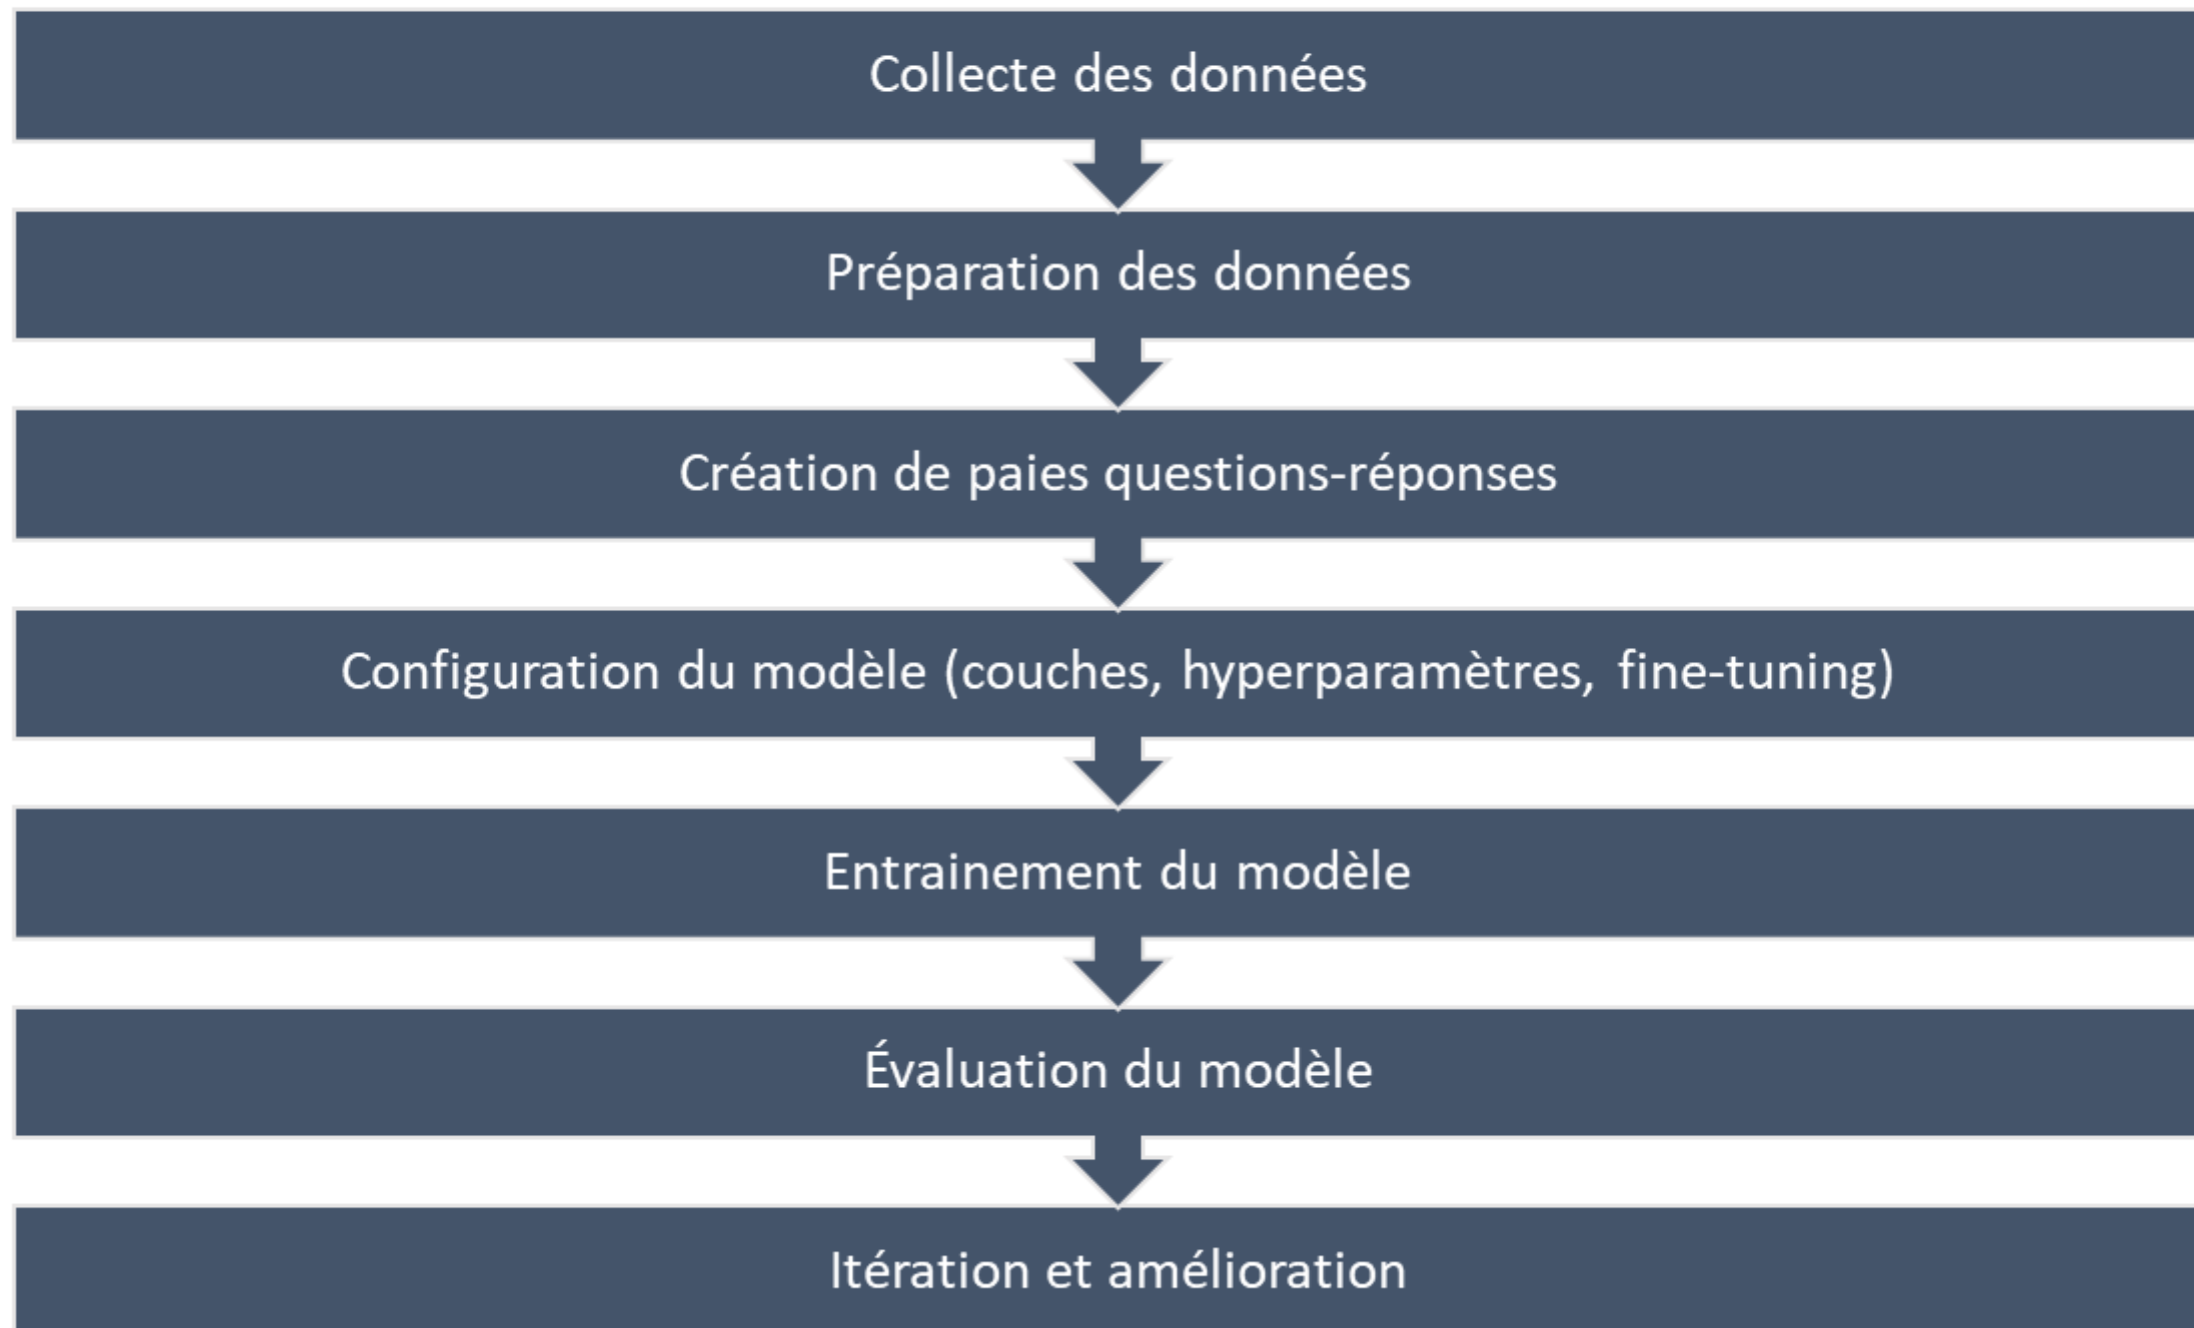 Collecte des données
Préparation des données
Création de paies questions-réponses
Configuration du modèle (couches, hyperparamètres, fine-tuning)
Entrainement du modèle
Évaluation du modèle
Itération et amélioration